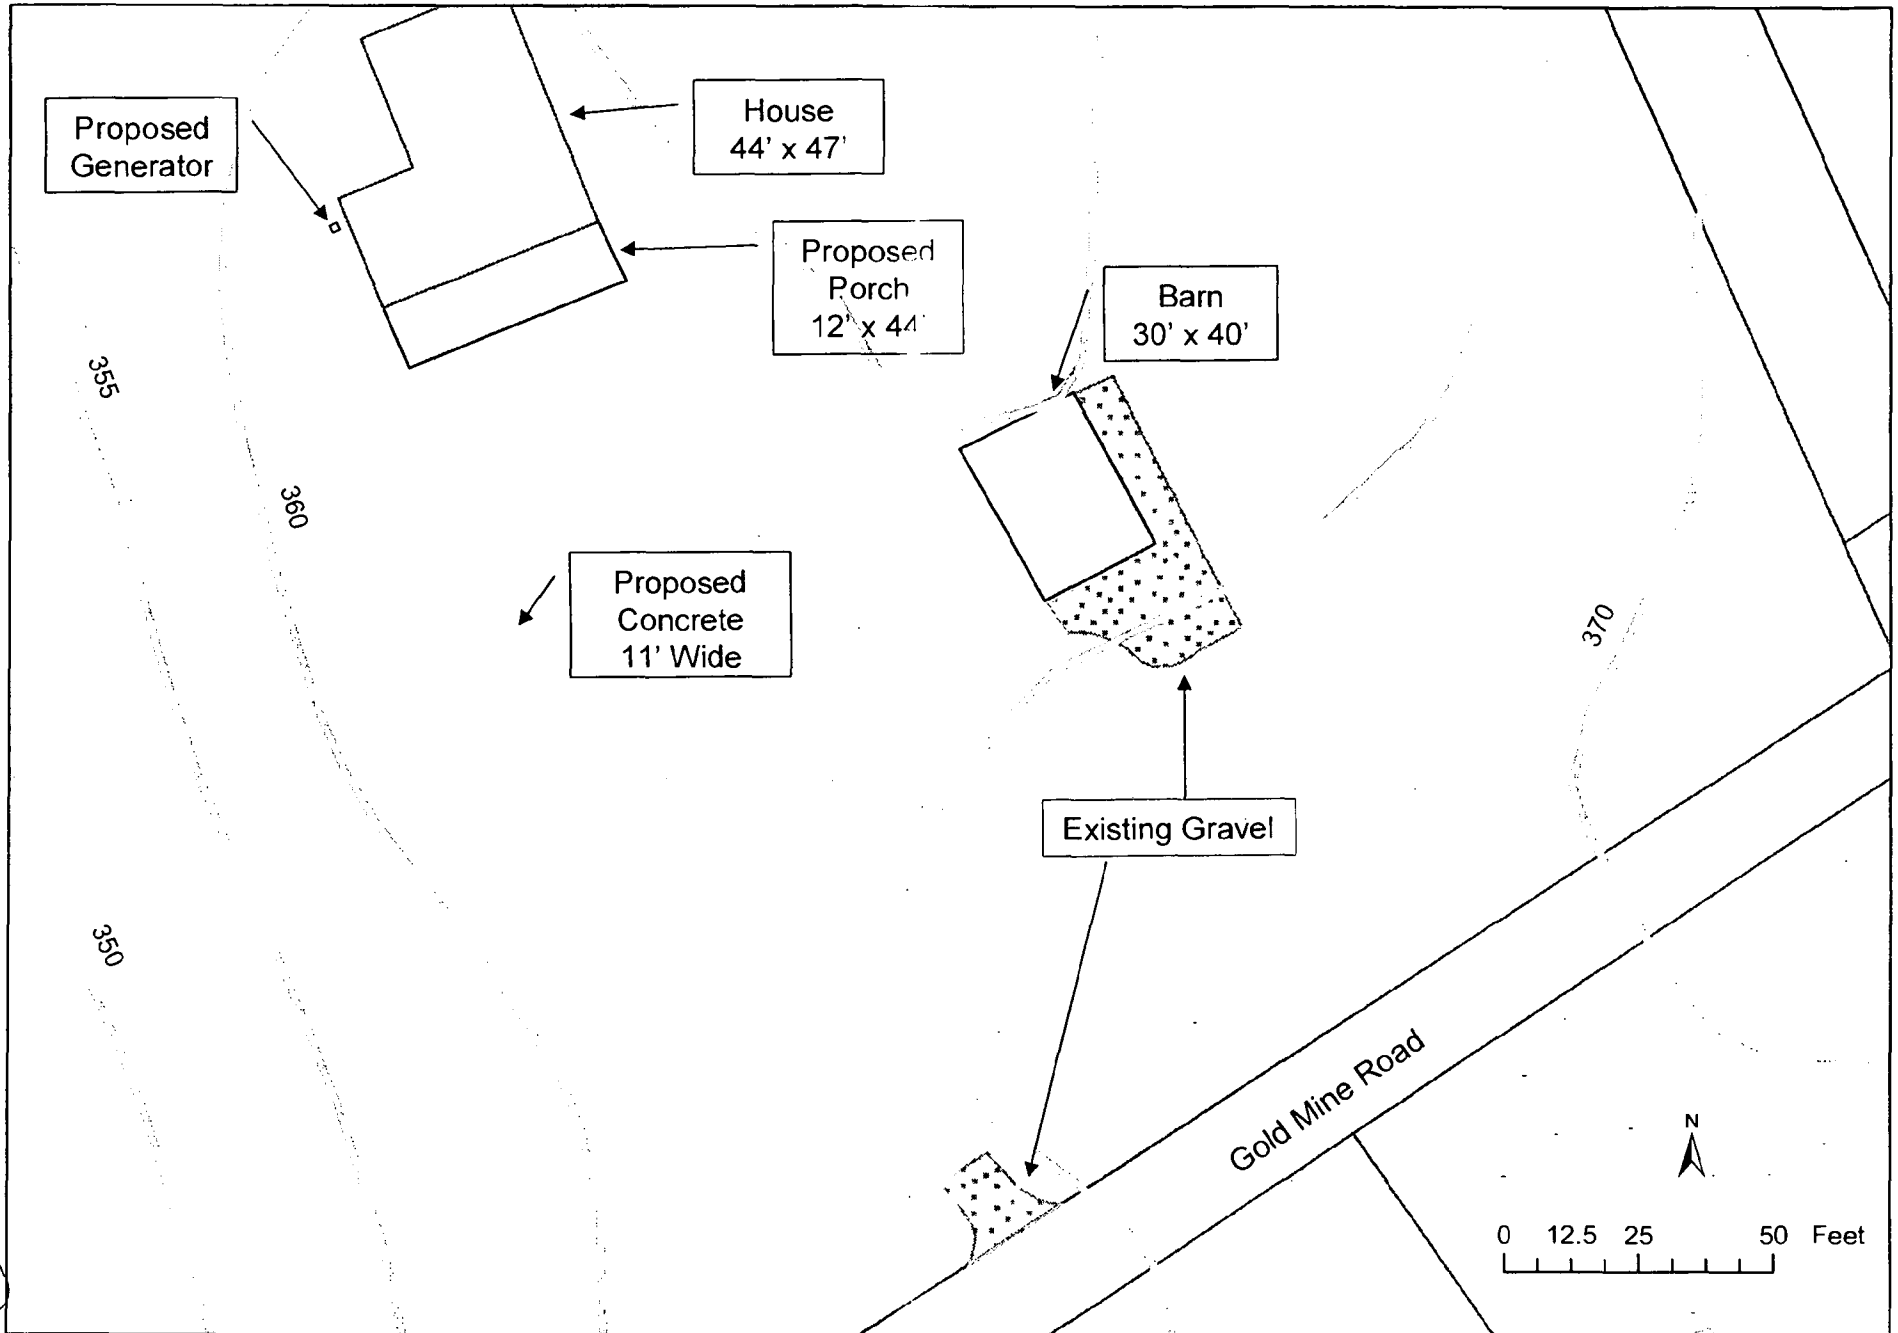 Proposed
Generator
House
44' x 47'
Proposed
Porch
12' x 44'
Barn
30' x 40'
355
360
Proposed
Concrete
11' Wide
370
Existing Gravel
350
Gold Mine Road
N
0 12.5 25 50 Feet